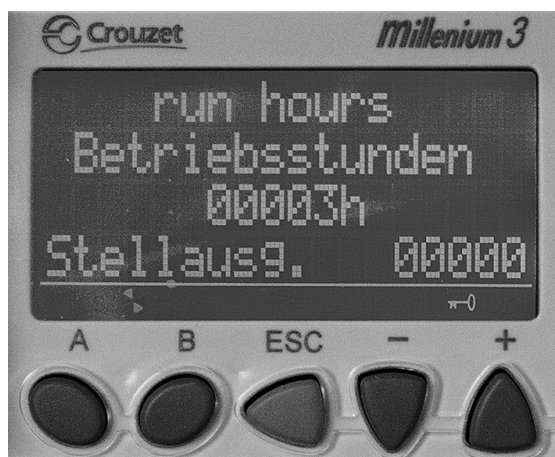 Crouzet millenium 3
run hours
Betriebsstunden
00003h
Stellausg. 00000
A B ESC - +